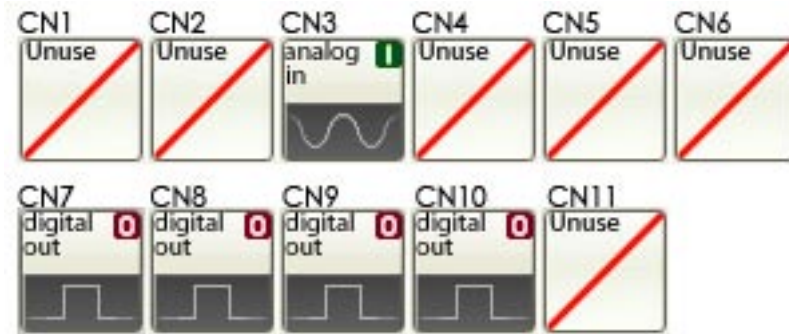 CN1 CN2 CN3 CN4 CN5 CN6
Unuse Unuse analog I Unuse Unuse Unuse
in
CN7 CN8 CN9 CN10 CN11
digital O digital O digital O digital O Unuse
out out out out